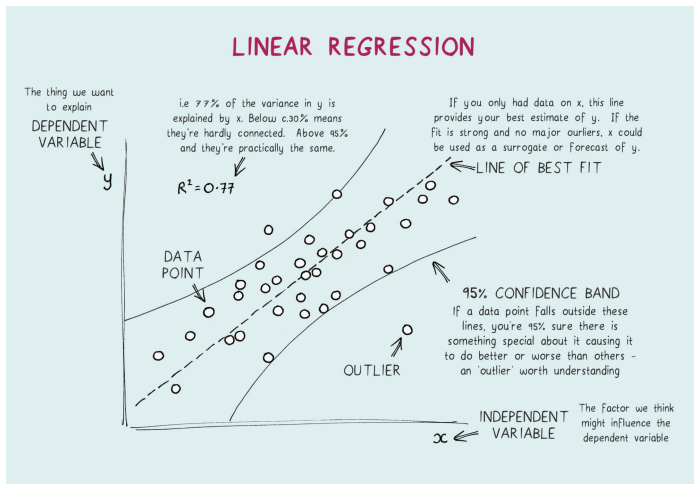 LINEAR REGRESSION
The thing we want
to explain
DEPENDENT
VARIABLE
y
i.e 77% of the variance in y is
explained by x. Below c.30% means
they're hardly connected. Above 95%
and they're practically the same.
R²=0.77
If you only had data on x, this line
provides your best estimate of y. If the
fit is strong and no major ouliers, x could
be used as a surrogate or forecast of y.
LINE OF BEST FIT
DATA
POINT
95% CONFIDENCE BAND
If a data point falls outside these
lines, you're 95% sure there is
something special about it causing it
to do better or worse than others -
an 'outlier' worth understanding
OUTLIER
x
INDEPENDENT
VARIABLE
The factor we think
might influence the
dependent variable